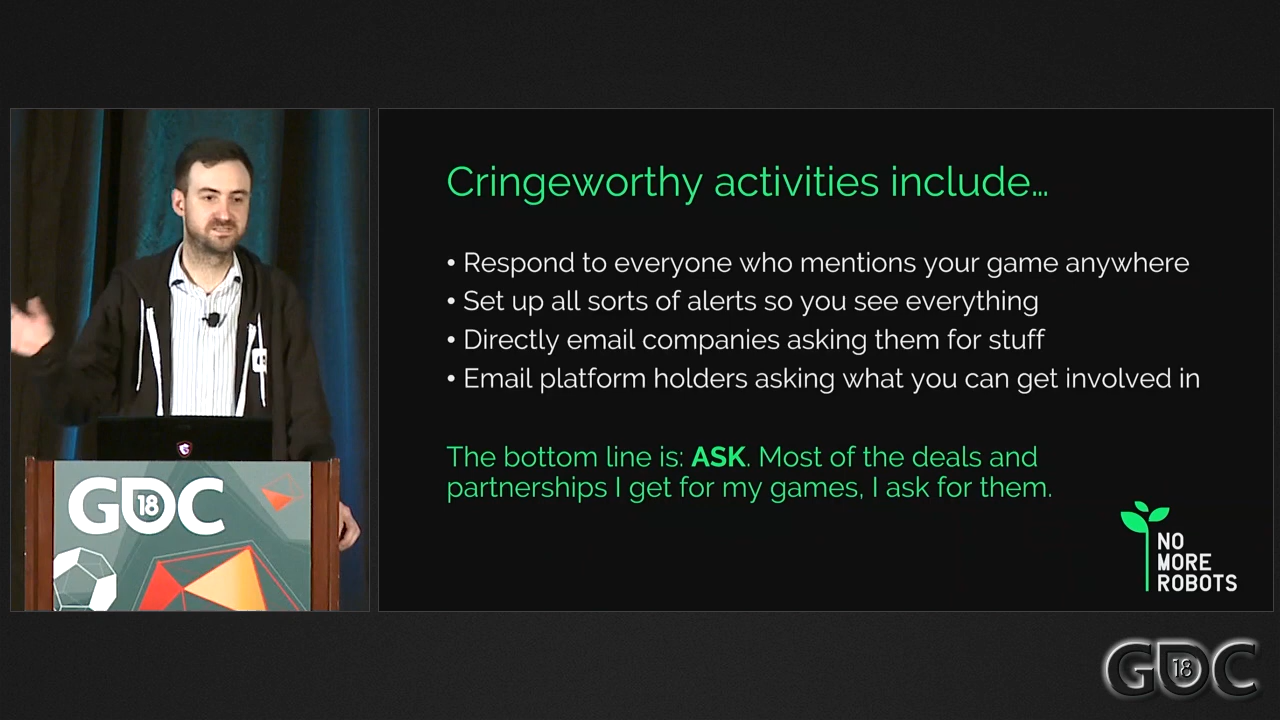 Cringeworthy activities include…
• Respond to everyone who mentions your game anywhere
• Set up all sorts of alerts so you see everything
• Directly email companies asking them for stuff
• Email platform holders asking what you can get involved in
The bottom line is: ASK. Most of the deals and
partnerships I get for my games, I ask for them.
NO
MORE
ROBOTS
GDC
18
GDC
18